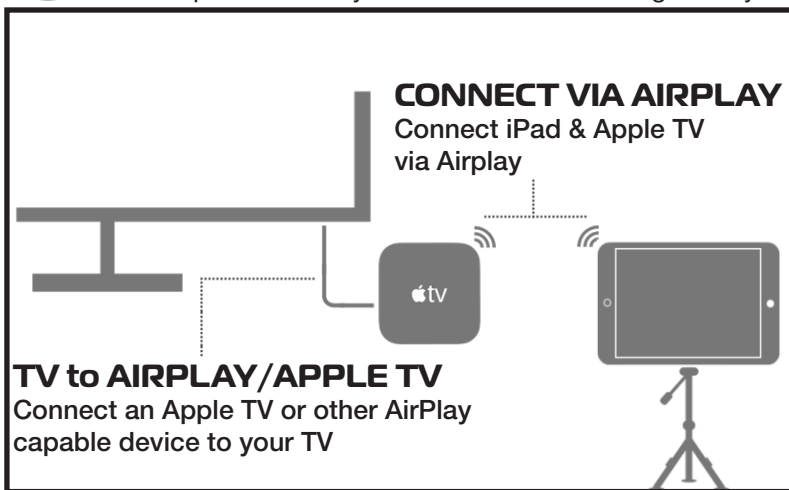 CONNECT VIA AIRPLAY
Connect iPad & Apple TV
via Airplay
tv
TV to AIRPLAY/APPLE TV
Connect an Apple TV or other AirPlay
capable device to your TV